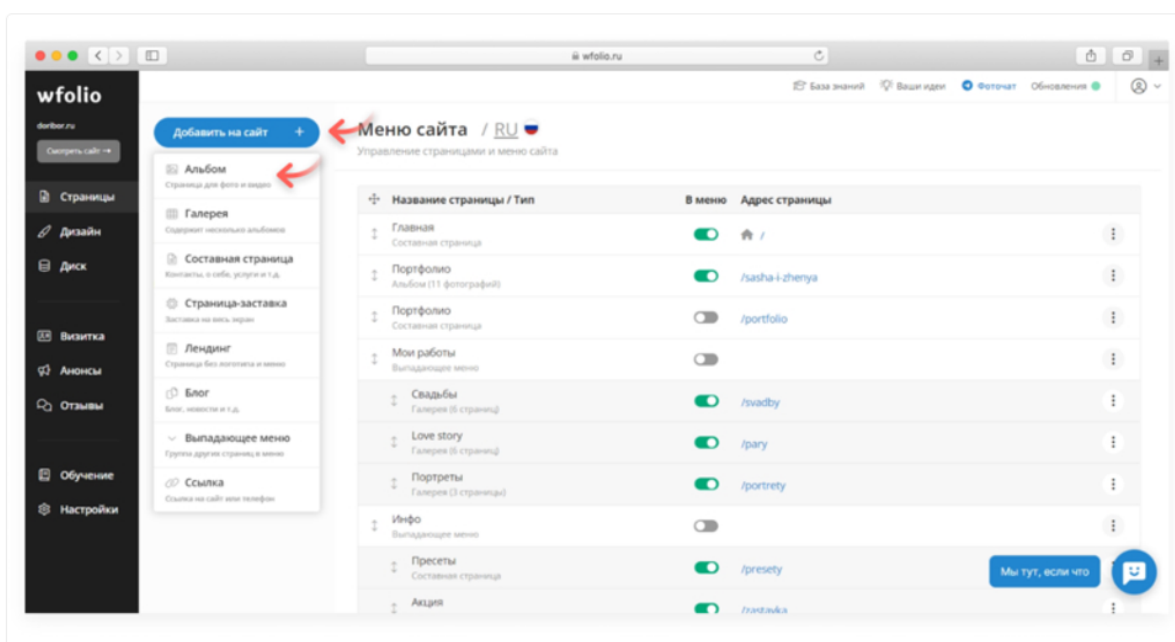 wfolio.ru
База знаний
Ваши идеи
Фоточат
Обновления
wfolio
doribor.ru
Смотреть сайт →
Страницы
Дизайн
Диск
Визитка
Анонсы
Отзывы
Обучение
Настройки
Добавить на сайт +
Альбом
Страница для фото и видео
Галерея
Содержит несколько альбомов
Составная страница
Контакты, о себе, услуги и т.д.
Страница-заставка
Заставка на весь экран
Лендинг
Страница без логотипа и меню
Блог
Блог, новости и т.д.
Выпадающее меню
Группа других страниц в меню
Ссылка
Ссылка на сайт или телефон
Меню сайта / RU
Управление страницами и меню сайта
Название страницы / Тип В меню Адрес страницы
Главная
Составная страница
/
Портфолио
Альбом (11 фотографий)
/sasha-i-zhenya
Портфолио
Составная страница
/portfolio
Мои работы
Выпадающее меню
Свадьбы
Галерея (6 страниц)
/svadby
Love story
Галерея (6 страниц)
/pary
Портреты
Галерея (3 страницы)
/portrety
Инфо
Выпадающее меню
Пресеты
Составная страница
/presety
Акция
/zastavka
Мы тут, если что